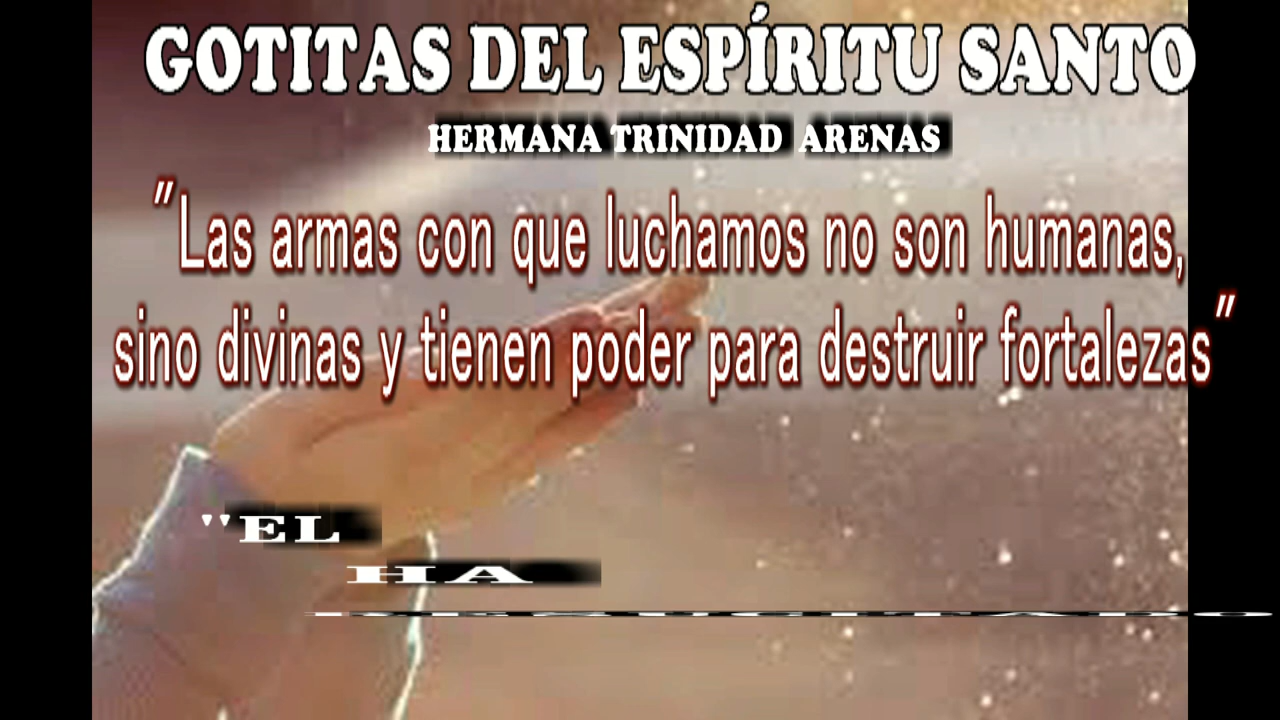 GOTITAS DEL ESPÍRITU SANTO
HERMANA TRINIDAD ARENAS
"Las armas con que luchamos no son humanas,
sino divinas y tienen poder para destruir fortalezas"
"EL
HA